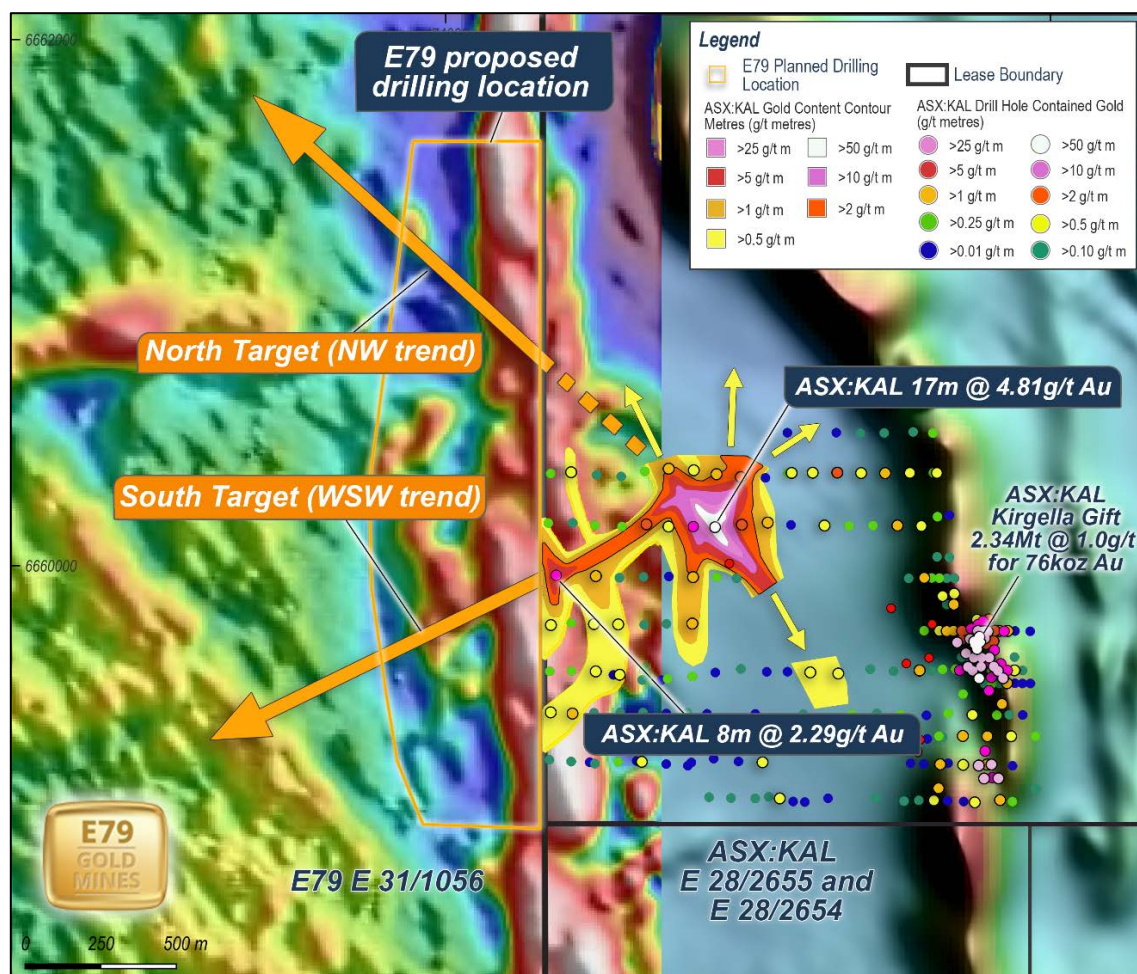 6662000
E79 proposed
drilling location
Legend
E79 Planned Drilling
Location
Lease Boundary
ASX:KAL Gold Content Contour
Metres (g/t metres)
>25 g/t m
>50 g/t m
>5 g/t m
>10 g/t m
>1 g/t m
>2 g/t m
>0.5 g/t m
ASX:KAL Drill Hole Contained Gold
(g/t metres)
>25 g/t m
>50 g/t m
>5 g/t m
>10 g/t m
>1 g/t m
>2 g/t m
>0.25 g/t m
>0.5 g/t m
>0.01 g/t m
>0.10 g/t m
North Target (NW trend)
ASX:KAL 17m @ 4.81g/t Au
South Target (WSW trend)
ASX:KAL
Kirgella Gift
2.34Mt @ 1.0g/t
for 76koz Au
6660000
ASX:KAL 8m @ 2.29g/t Au
E79
GOLD
MINES
E79 E 31/1056
ASX:KAL
E 28/2655 and
E 28/2654
0 250 500 m